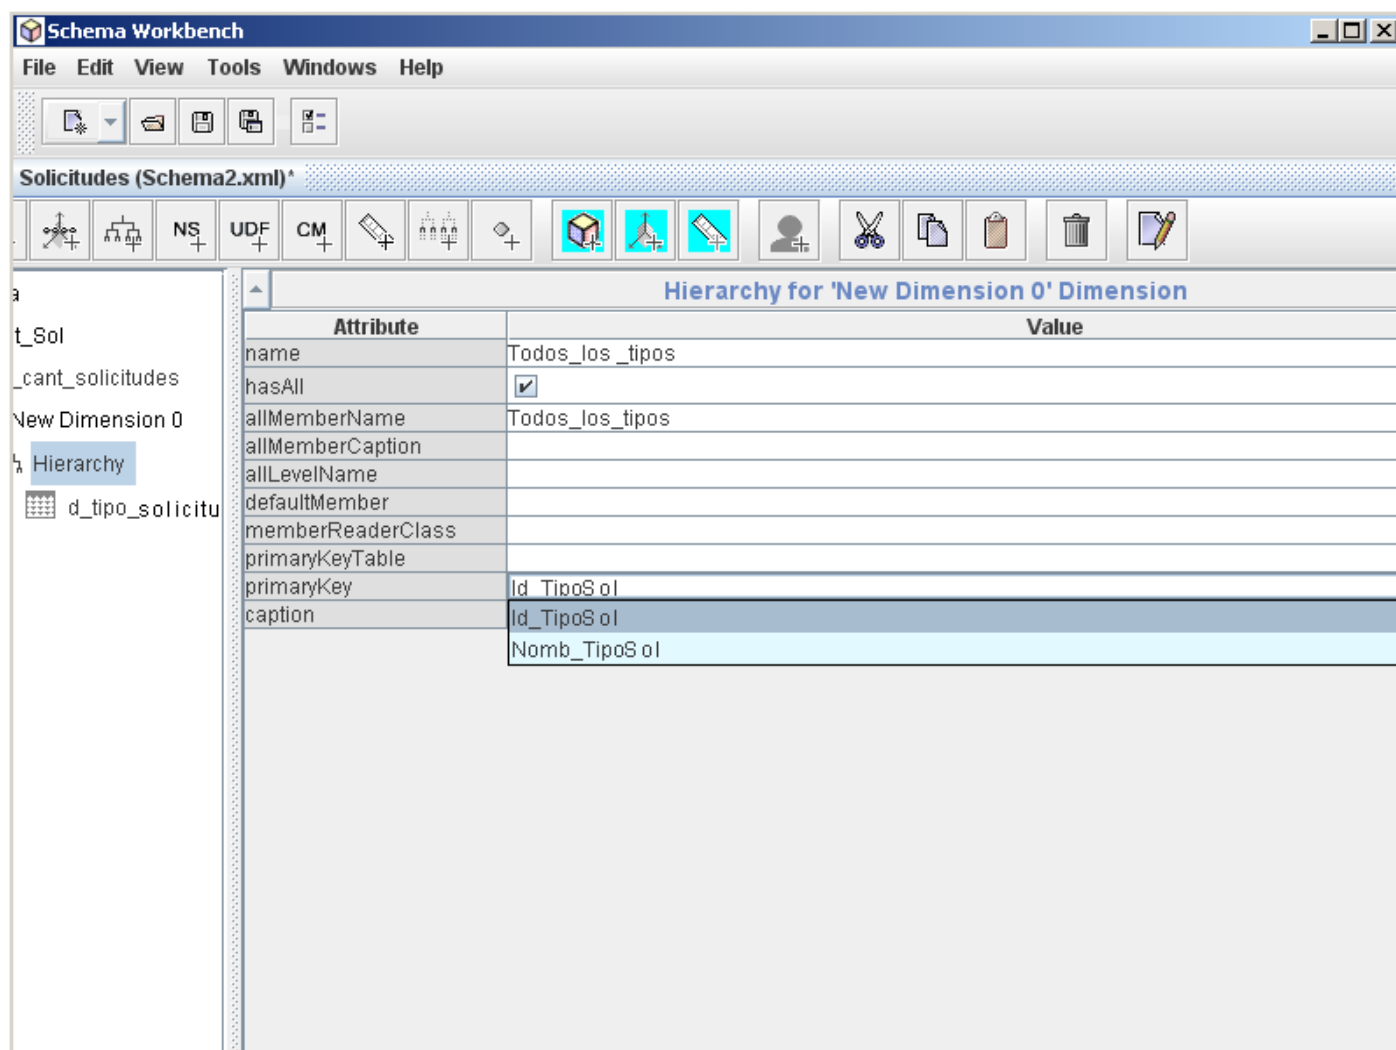 Schema Workbench
File Edit View Tools Windows Help
Solicitudes (Schema2.xml)*
NS UDF CM
a
t_Sol
_cant_solicitudes
New Dimension 0
Hierarchy
d_tipo_solicitu
Hierarchy for 'New Dimension 0' Dimension
Attribute Value
name Todos_los _tipos
hasAll
allMemberName Todos_los_tipos
allMemberCaption
allLevelName
defaultMember
memberReaderClass
primaryKeyTable
primaryKey Id_TipoSol
caption Id_TipoSol
Nomb_TipoSol